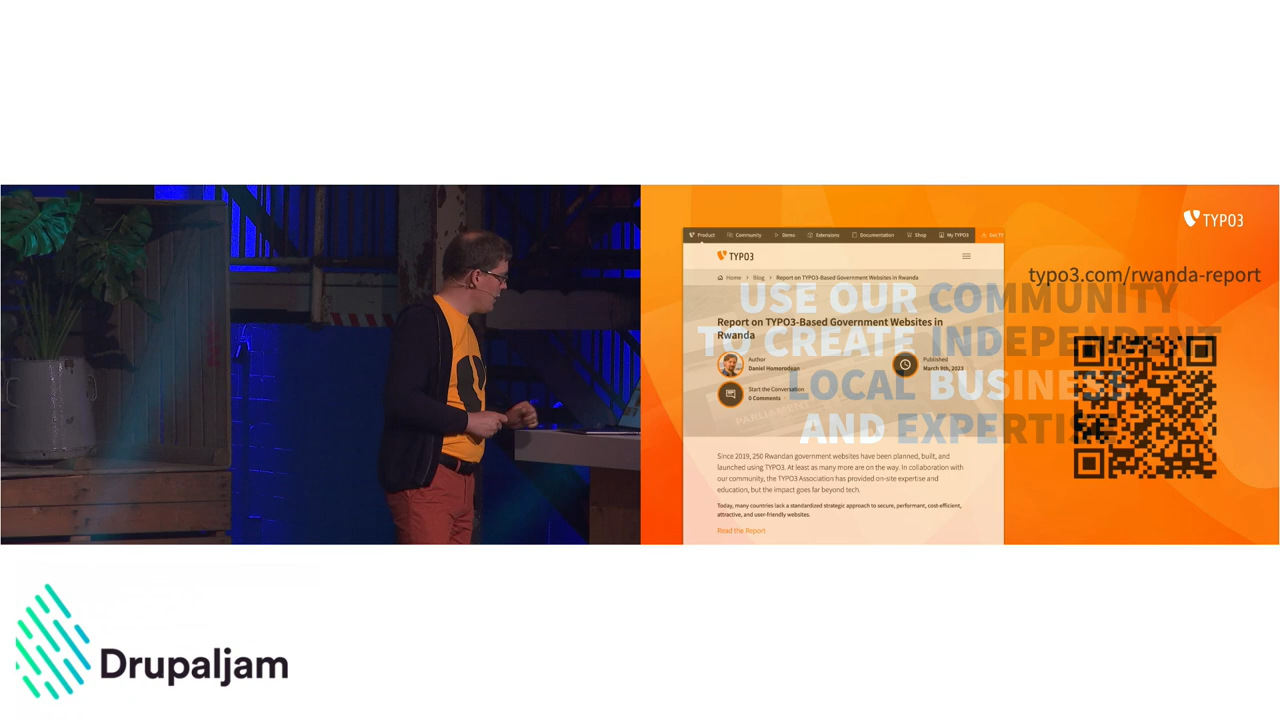 TYPO3
Product
Community
Demo
Extensions
Documentation
Shop
My TYPO3
TYPO3
typo3.com/rwanda-report
Home > Blog > Report on TYPO3-Based Government Websites in Rwanda
USE OUR COMMUNITY
TO CREATE INDEPENDENT
LOCAL BUSINESS
AND EXPERTISE
Report on TYPO3-Based Government Websites in
Rwanda
Author
Daniel Homorodean
Published
March 9th, 2023
Start the Conversation
0 Comments
PARLIAMENT
Since 2019, 250 Rwandan government websites have been planned, built, and
launched using TYPO3. At least as many more are on the way. In collaboration with
our community, the TYPO3 Association has provided on-site expertise and
education, but the impact goes far beyond tech.
Today, many countries lack a standardized strategic approach to secure, performant, cost-efficient,
attractive, and user-friendly websites.
Read the Report
Drupaljam